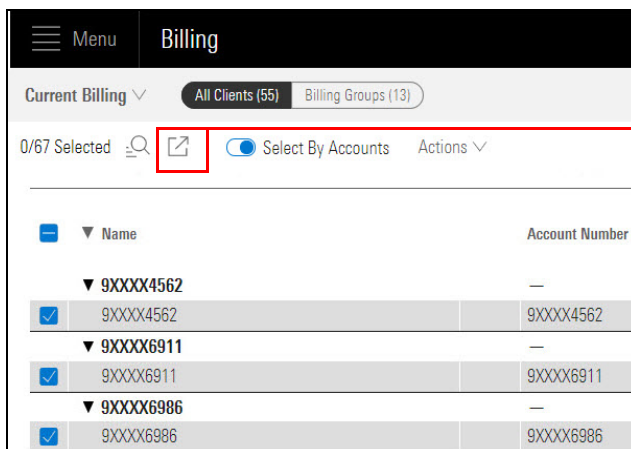 Menu Billing
Current Billing All Clients (55) Billing Groups (13)
0/67 Selected Select By Accounts Actions
Name Account Number
9XXXX4562 —
9XXXX4562 9XXXX4562
9XXXX6911 —
9XXXX6911 9XXXX6911
9XXXX6986 —
9XXXX6986 9XXXX6986